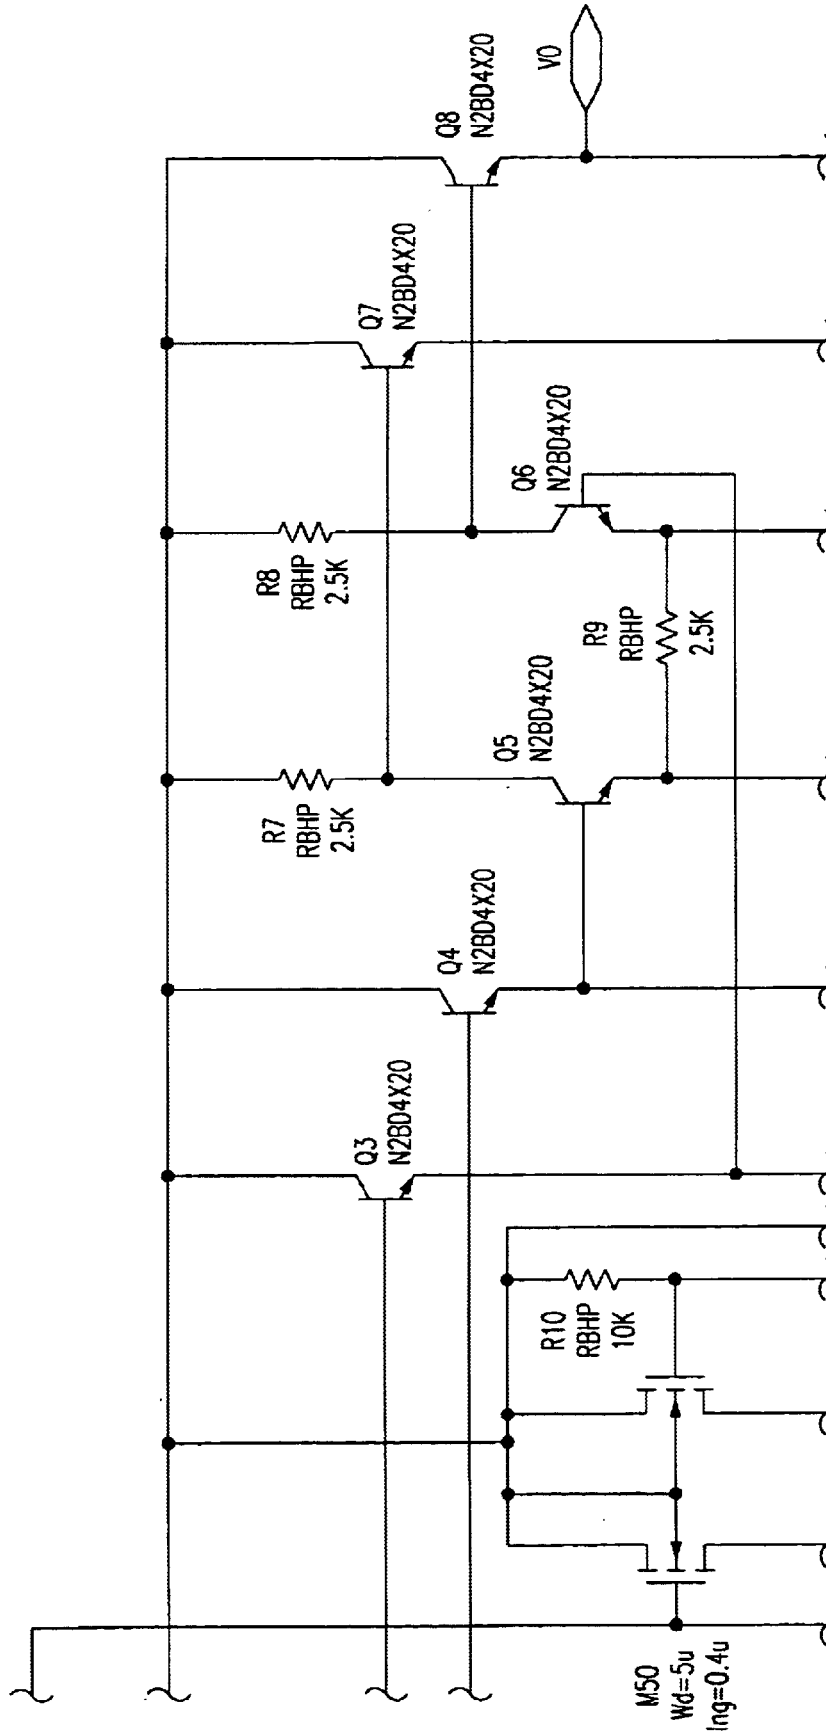 V0
Q8
N2BD4X20
Q7
N2BD4X20
Q6
N2BD4X20
R8
RBHP
2.5K
R9
RBHP
2.5K
Q5
N2BD4X20
R7
RBHP
2.5K
Q4
N2BD4X20
Q3
N2BD4X20
R10
RBHP
10K
M50
Wd=5u
lng=0.4u